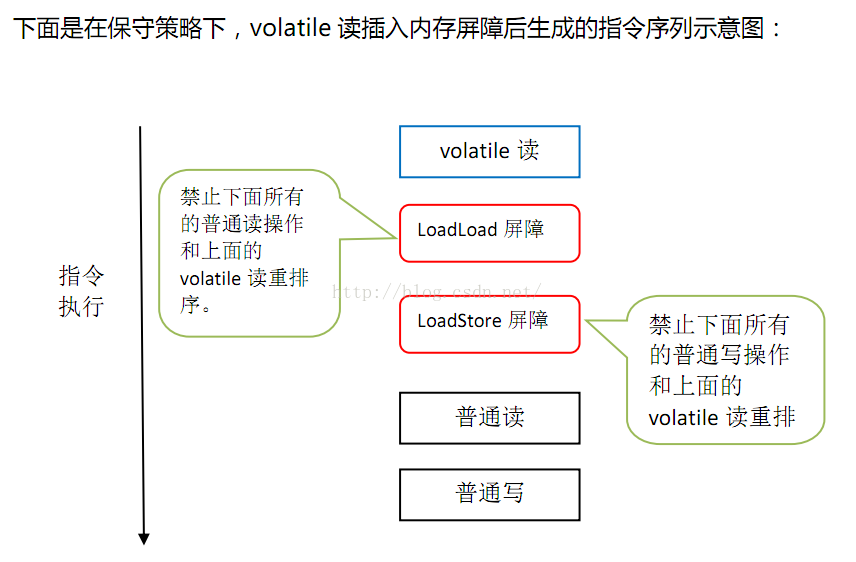 下面是在保守策略下，volatile 读插入内存屏障后生成的指令序列示意图：
volatile 读
禁止下面所有
的普通读操作
和上面的
volatile 读重排
序。
LoadLoad 屏障
指令
执行
http://blog.csdn.net/
LoadStore 屏障
禁止下面所有
的普通写操作
和上面的
volatile 读重排
普通读
普通写